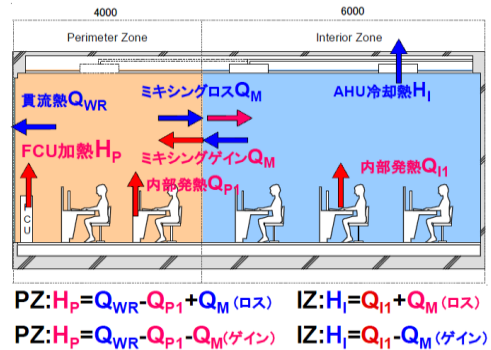 4000 6000
Perimeter Zone Interior Zone
貫流熱QWR ミキシングロスQM AHU冷却熱HI
FCU加熱HP ミキシングゲインQM
内部発熱QP1 内部発熱QI1
CU
PZ:HP=QWR-QP1+QM(ロス) IZ:HI=QI1+QM(ロス)
PZ:HP=QWR-QP1-QM(ゲイン) IZ:HI=QI1-QM(ゲイン)